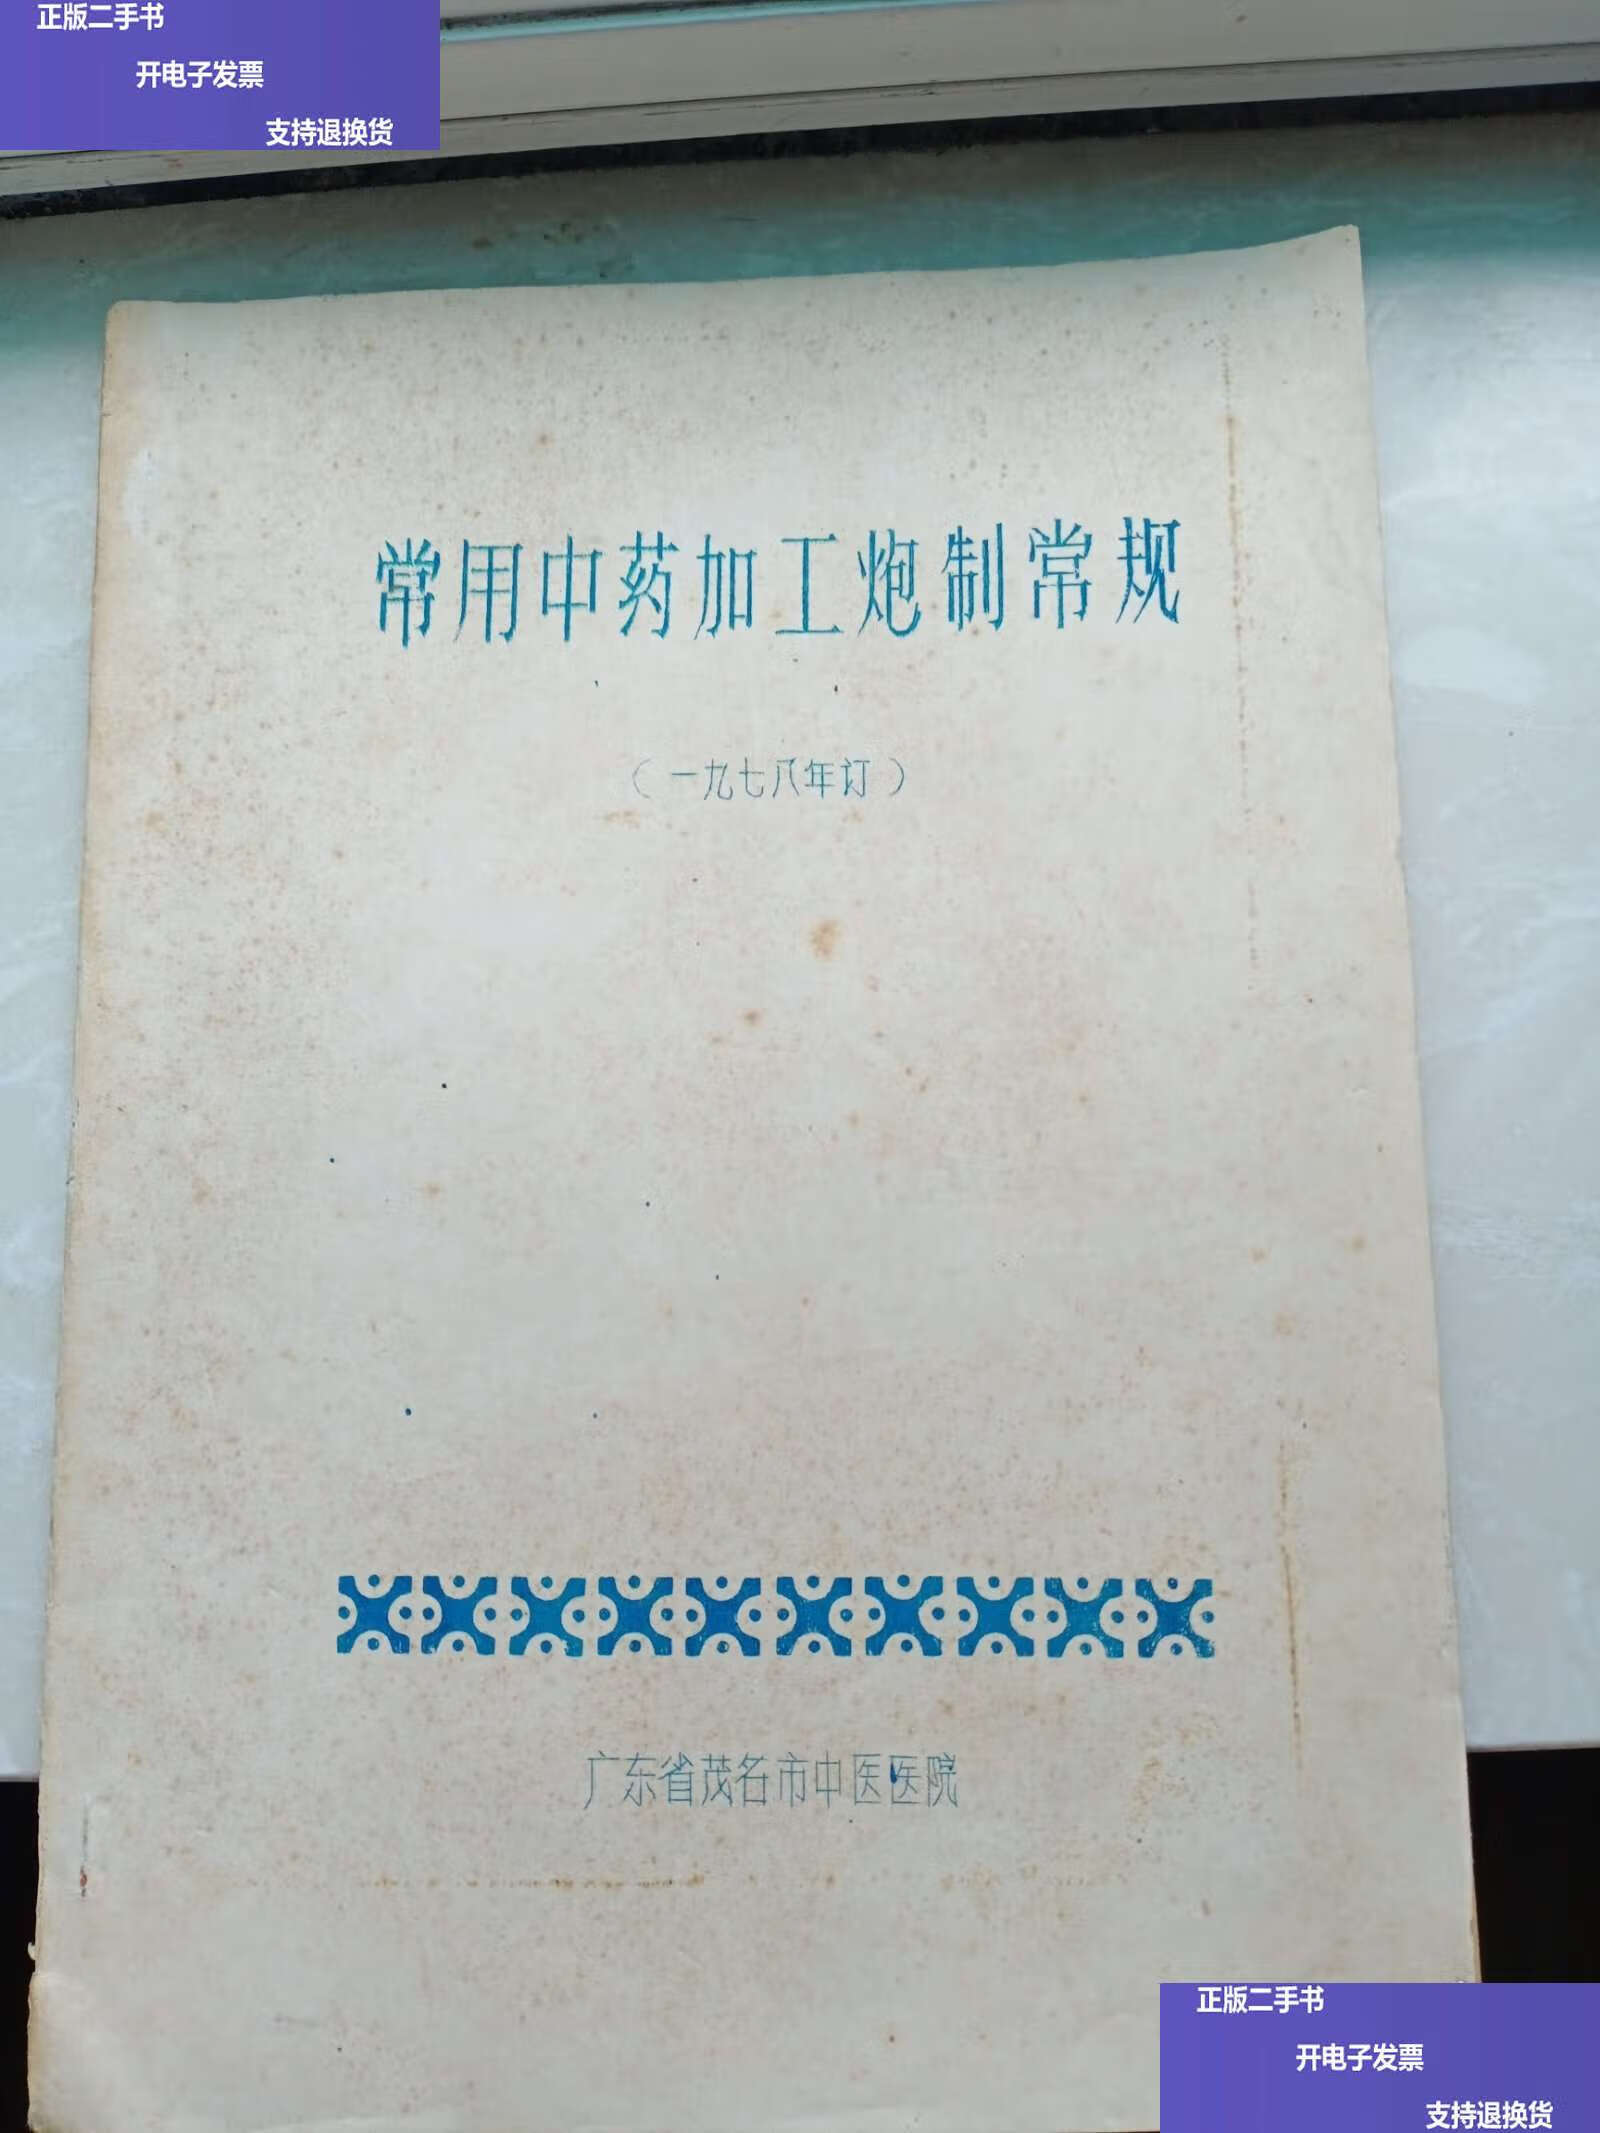 正版二手书
开电子发票
支持退换货
常用中药加工炮制常规
（一九七八年订）
广东省茂名市中医医院
正版二手书
开电子发票
支持退换货